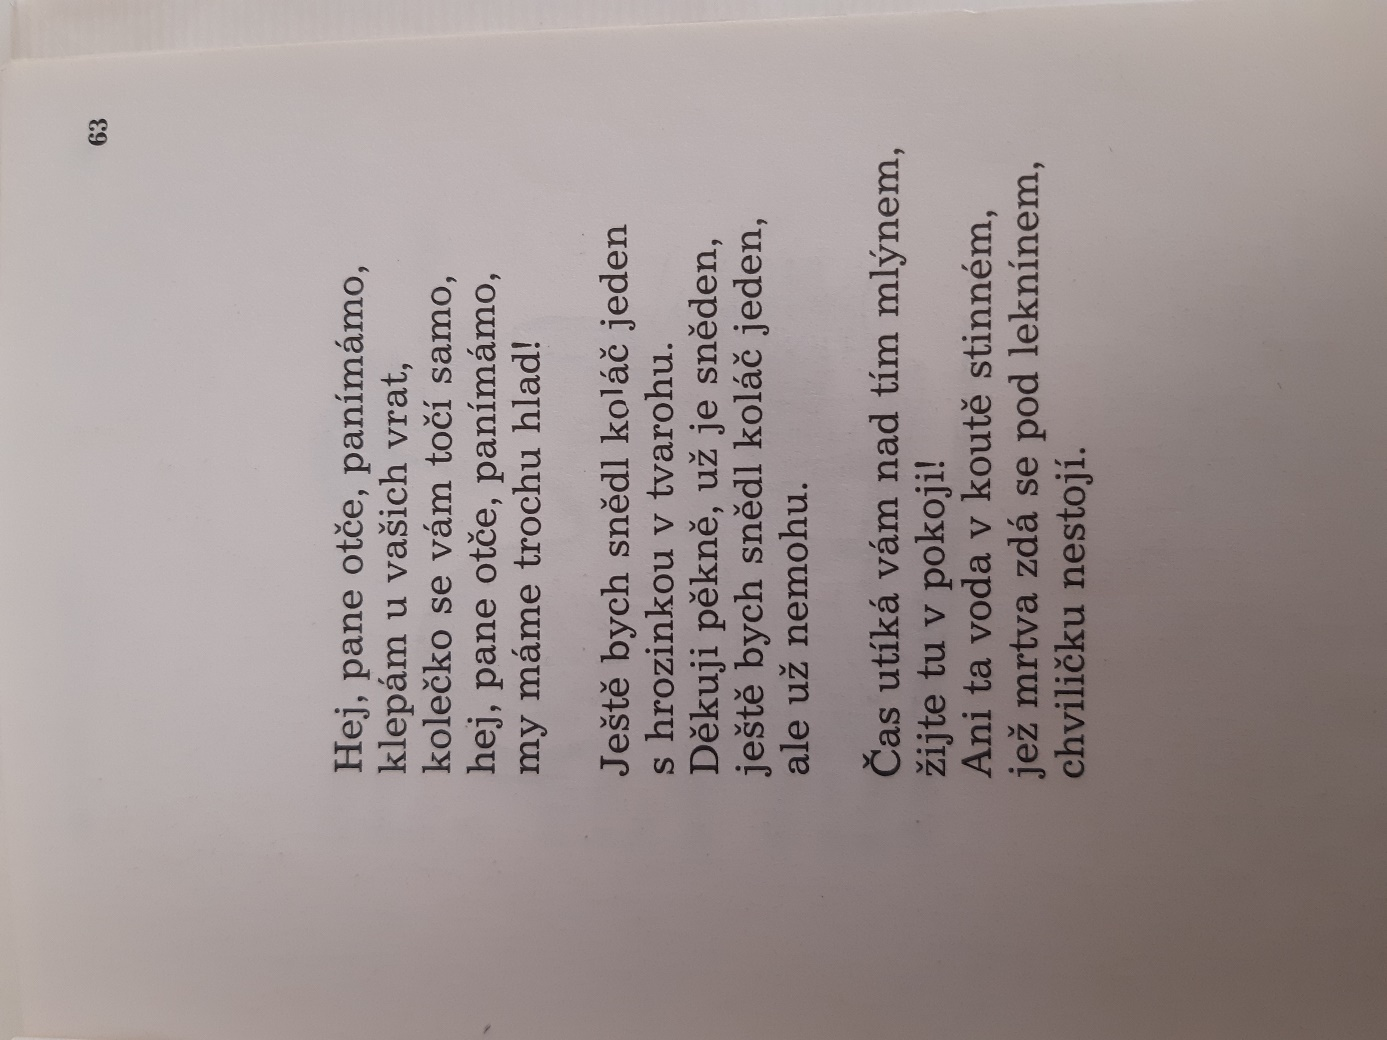 63
Hej, pane otče, panímámo,
klepám u vašich vrat,
kolečko se vám točí samo,
hej, pane otče, panímámo,
my máme trochu hlad!
Ještě bych snědl koláč jeden
s hrozinkou v tvarohu.
Děkuji pěkně, už je sněden,
ještě bych snědl koláč jeden,
ale už nemohu.
Čas utíká vám nad tím mlýnem,
žijte tu v pokoji!
Ani ta voda v koutě stinném,
jež mrtva zdá se pod leknínem,
chviličku nestojí.